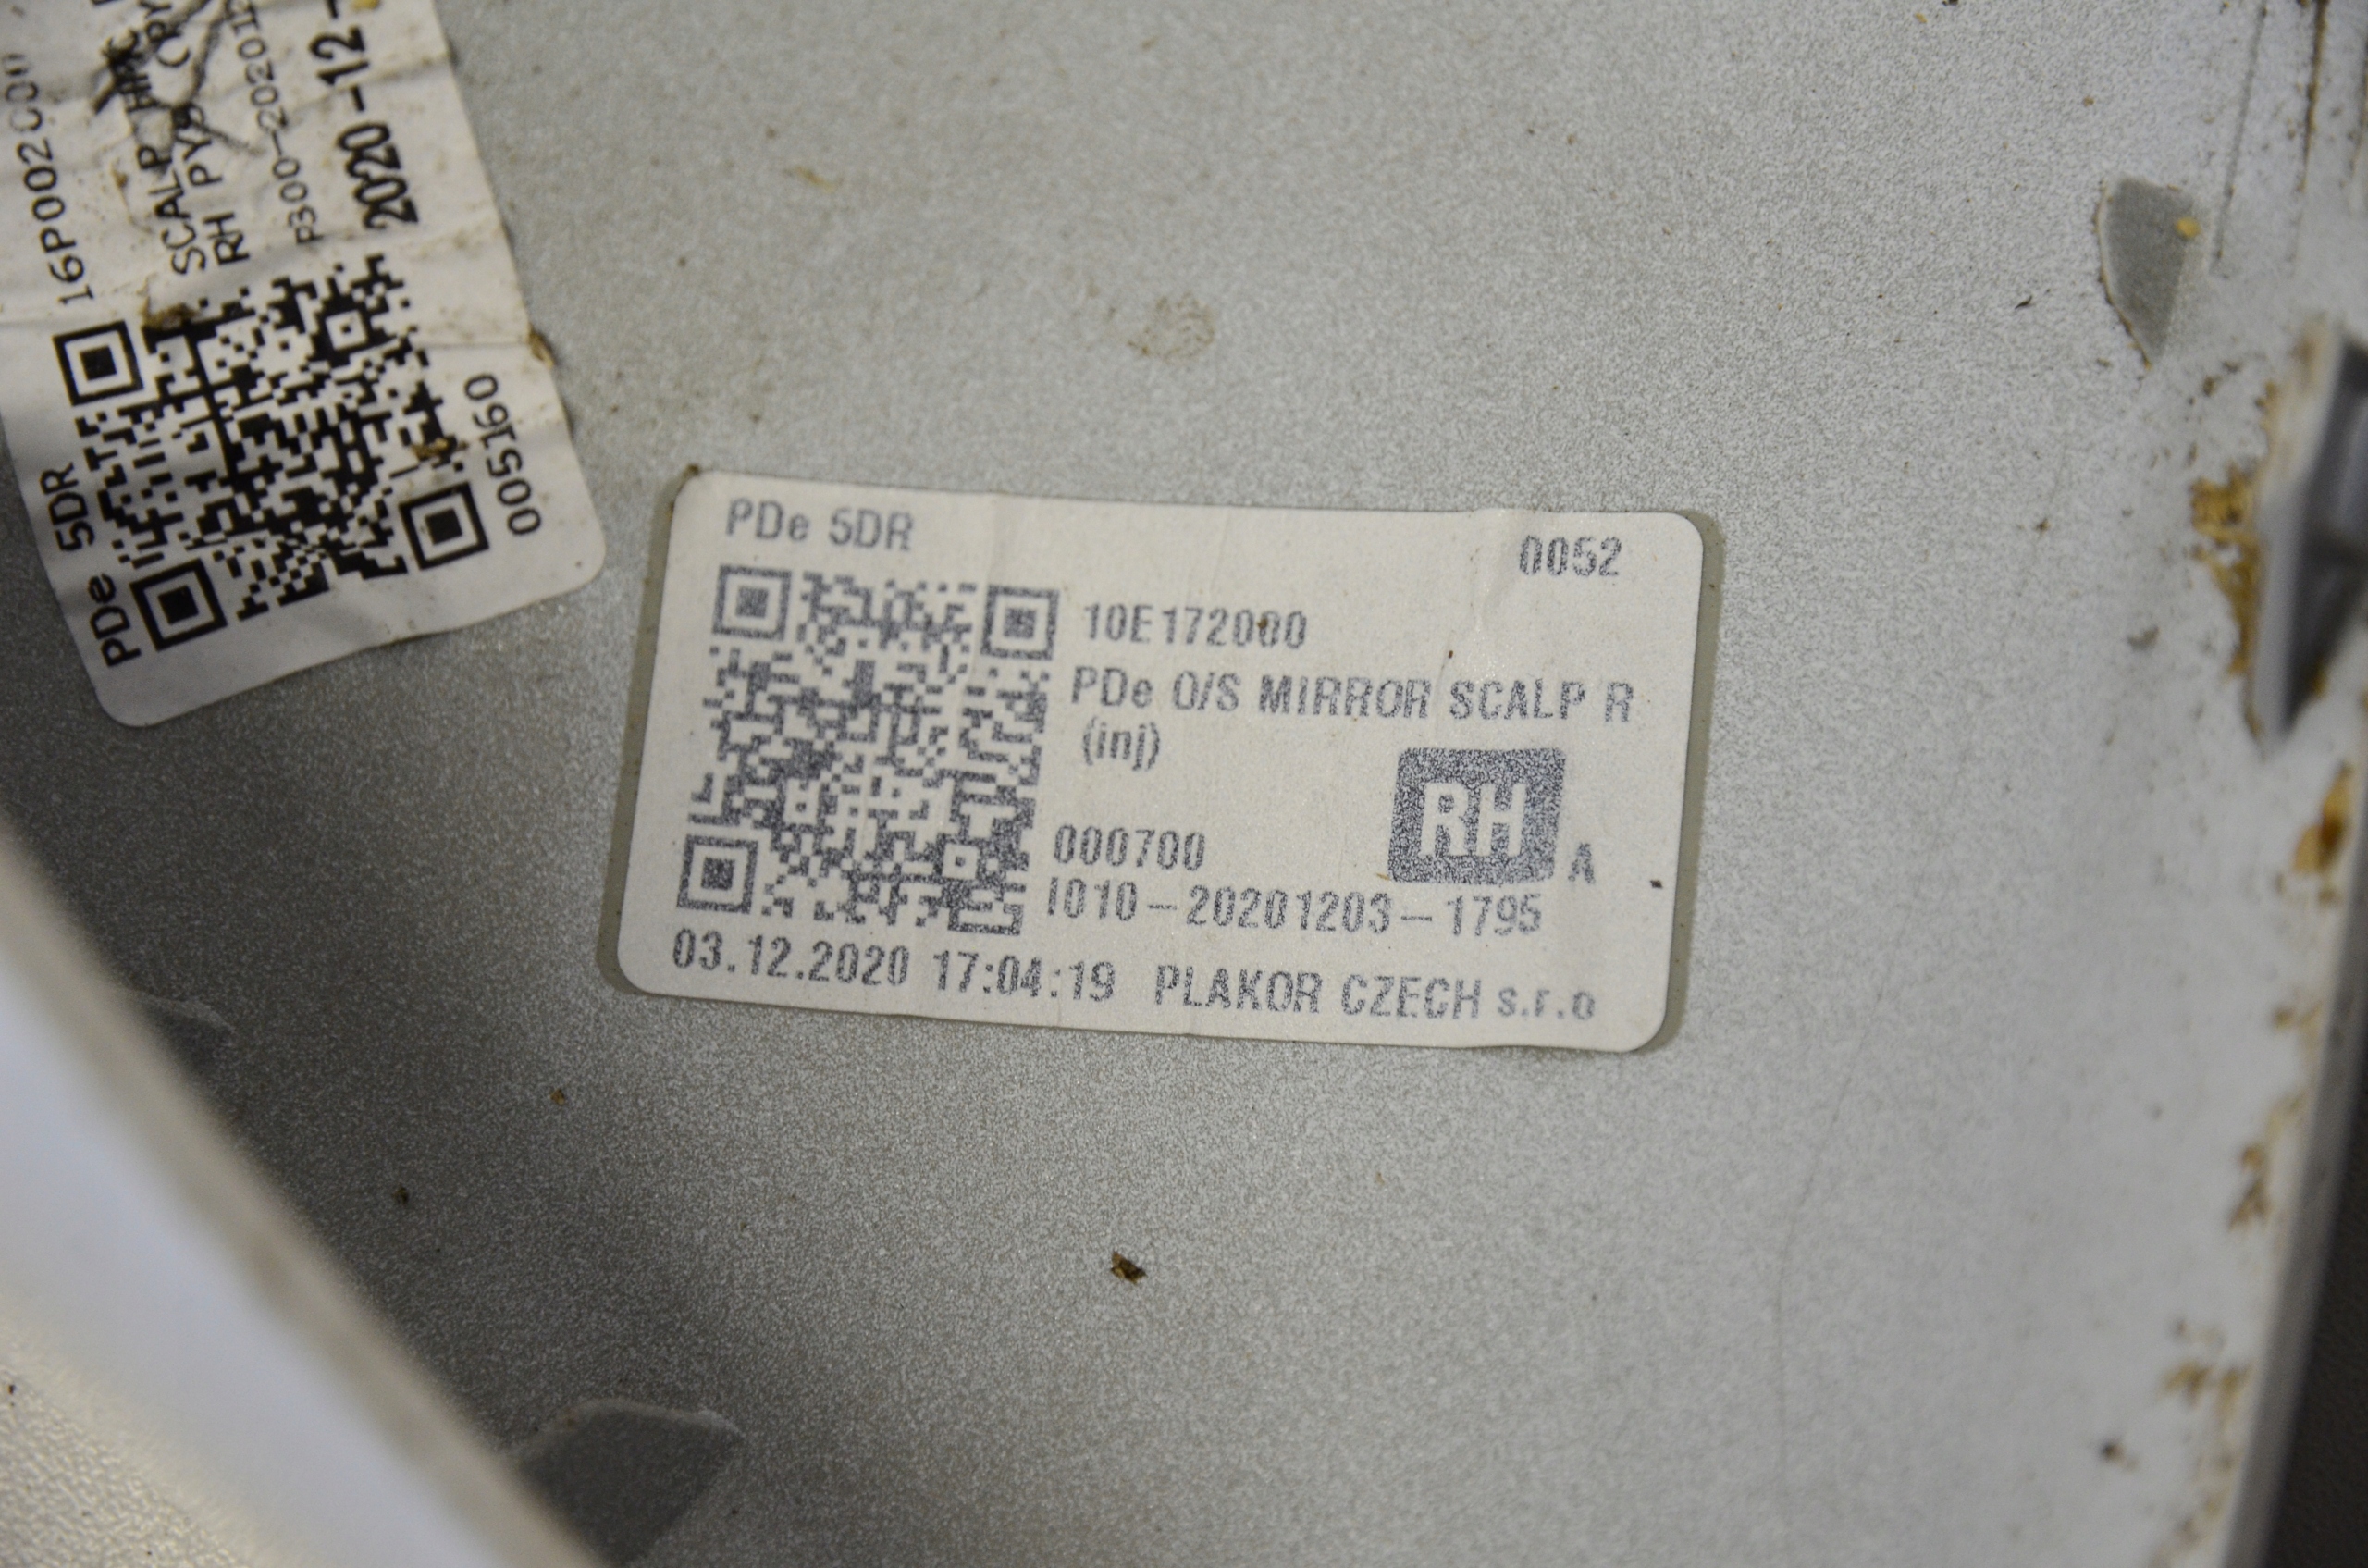 PDe 5DR
005160
SCALP
RH PYB
2020-12
PDe 5DR
0052
10E172000
PDe O/S MIRROR SCALP R
(inj)
RH
A
000700
I010-20201203-1795
03.12.2020 17:04:19 PLAKOR CZECH s.r.o